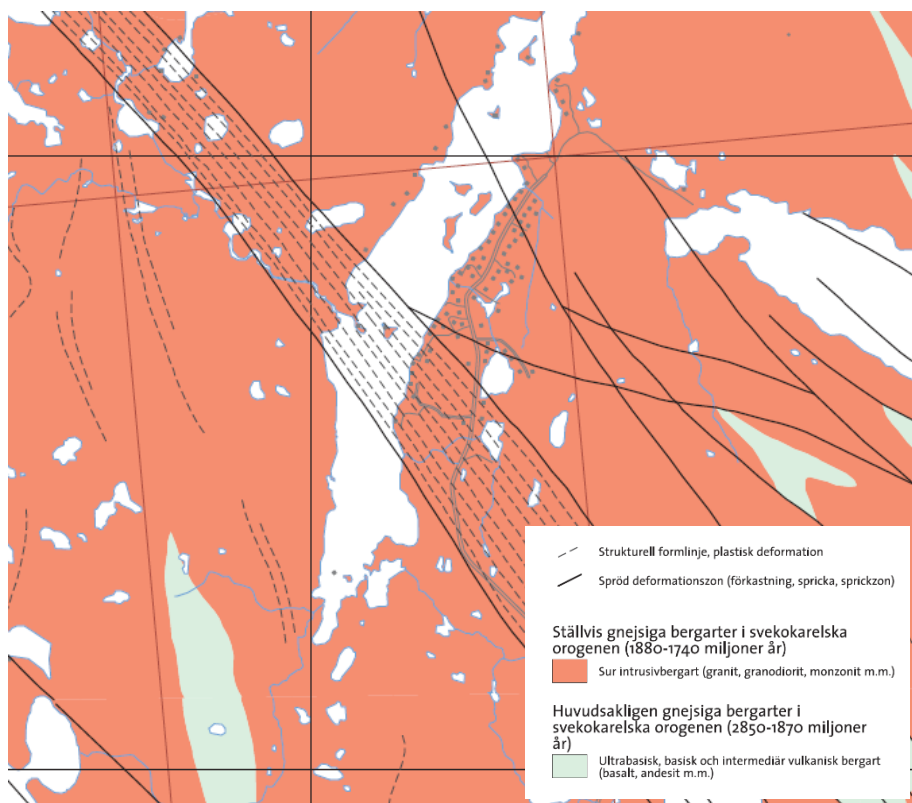 Strukturell formlinje, plastisk deformation
Spröd deformationszon (förkastning, spricka, sprickzon)
Ställvis gnejsiga bergarter i svekokarelska
orogenen (1880-1740 miljoner år)
Sur intrusivbergart (granit, granodiorit, monzonit m.m.)
Huvudsakligen gnejsiga bergarter i
svekokarelska orogenen (2850-1870 miljoner
år)
Ultrabasisk, basisk och intermediär vulkanisk bergart
(basalt, andesit m.m.)